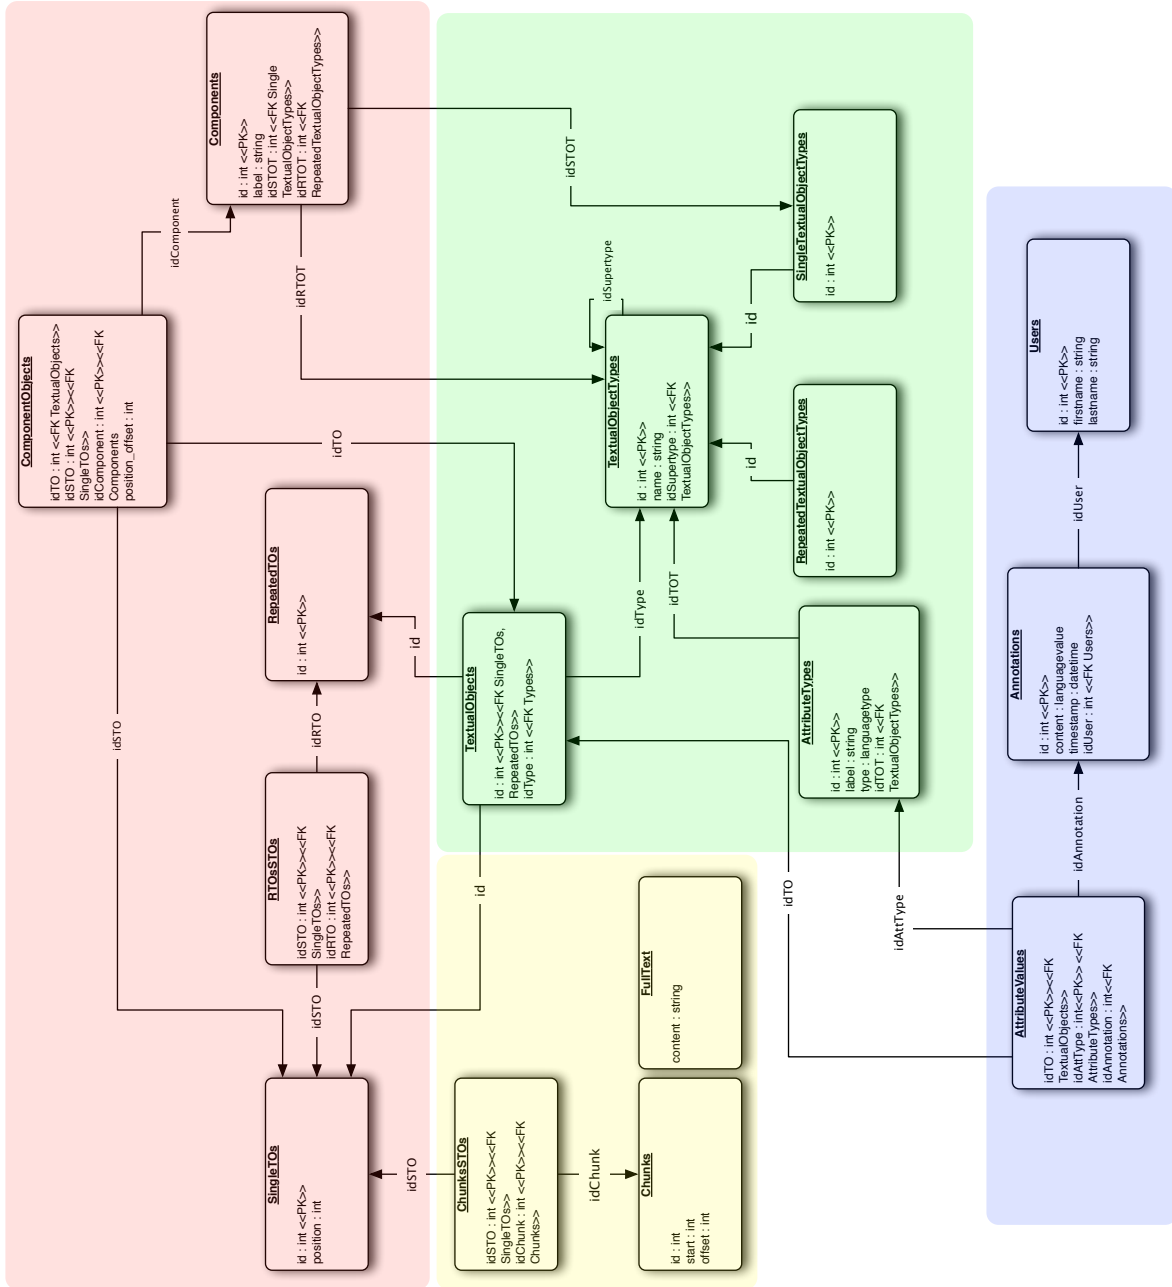 ComponentObjects
idTO : int <<FK TextualObjects>>
idSTO : int <<PK>><<FK
SingleTOs>>
idComponent : int <<PK>><<FK
Components
position_offset : int
idComponent
Components
id : int <<PK>>
label : string
idSTOT : int <<FK Single
TextualObjectTypes>>
idRTOT : int <<FK
RepeatedTextualObjectTypes>>
idSTO
idTO
idRTOT
idSTOT
SingleTOs
id : int <<PK>>
position : int
idSTO
RTOsSTOs
idSTO : int <<PK>><<FK
SingleTOs>>
idRTO : int <<PK>><<FK
RepeatedTOs>>
idRTO
RepeatedTOs
id : int <<PK>>
idSTO
id
id
ChunksSTOs
idSTO : int <<PK>><<FK
SingleTOs>>
idChunk : int <<PK>><<FK
Chunks>>
idChunk
Chunks
id : int
start : int
offset : int
FullText
content : string
TextualObjects
id : int <<PK>><<FK SingleTOs,
RepeatedTOs>>
idType : int <<FK Types>>
idType
idTOT
TextualObjectTypes
id : int <<PK>>
name : string
idSupertype : int <<FK
TextualObjectTypes>>
idSupertype
id
id
AttributeTypes
id : int <<PK>>
label : string
type : languagetype
idTOT : int <<FK
TextualObjectTypes>>
RepeatedTextualObjectTypes
id : int <<PK>>
SingleTextualObjectTypes
id : int <<PK>>
idTO
idAttType
AttributeValues
idTO : int <<PK>><<FK
TextualObjects>>
idAttType : int<<PK>> <<FK
AttributeTypes>>
idAnnotation : int<<FK
Annotations>>
idAnnotation
Annotations
id : int <<PK>>
content : languagevalue
timestamp : datetime
idUser : int <<FK Users>>
idUser
Users
id : int <<PK>>
firstname : string
lastname : string